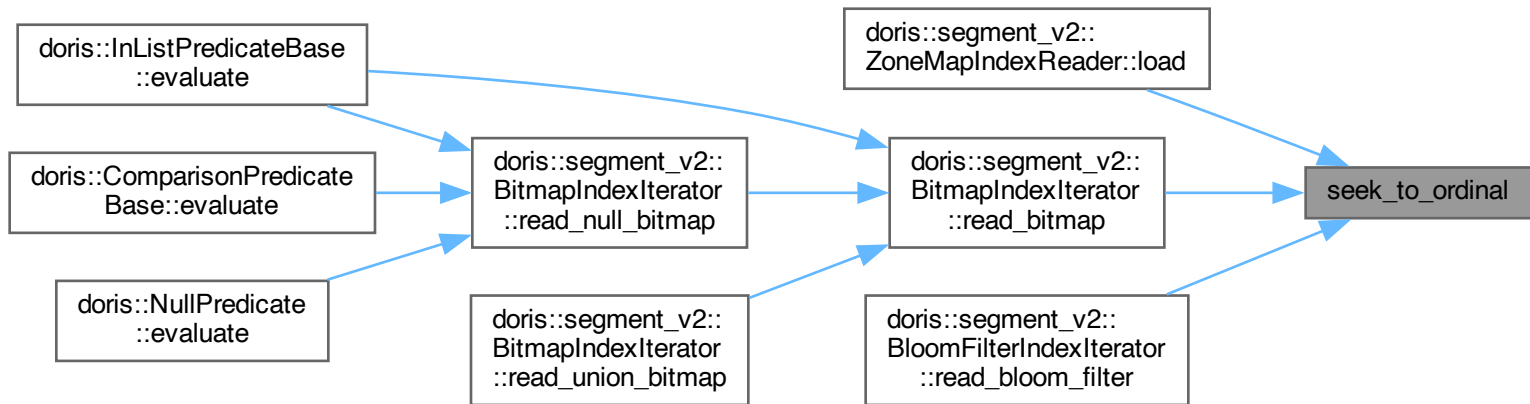 doris::InListPredicateBase
::evaluate
doris::ComparisonPredicate
Base::evaluate
doris::NullPredicate
::evaluate
doris::segment_v2::
BitmapIndexIterator
::read_null_bitmap
doris::segment_v2::
BitmapIndexIterator
::read_union_bitmap
doris::segment_v2::
ZoneMapIndexReader::load
doris::segment_v2::
BitmapIndexIterator
::read_bitmap
doris::segment_v2::
BloomFilterIndexIterator
::read_bloom_filter
seek_to_ordinal